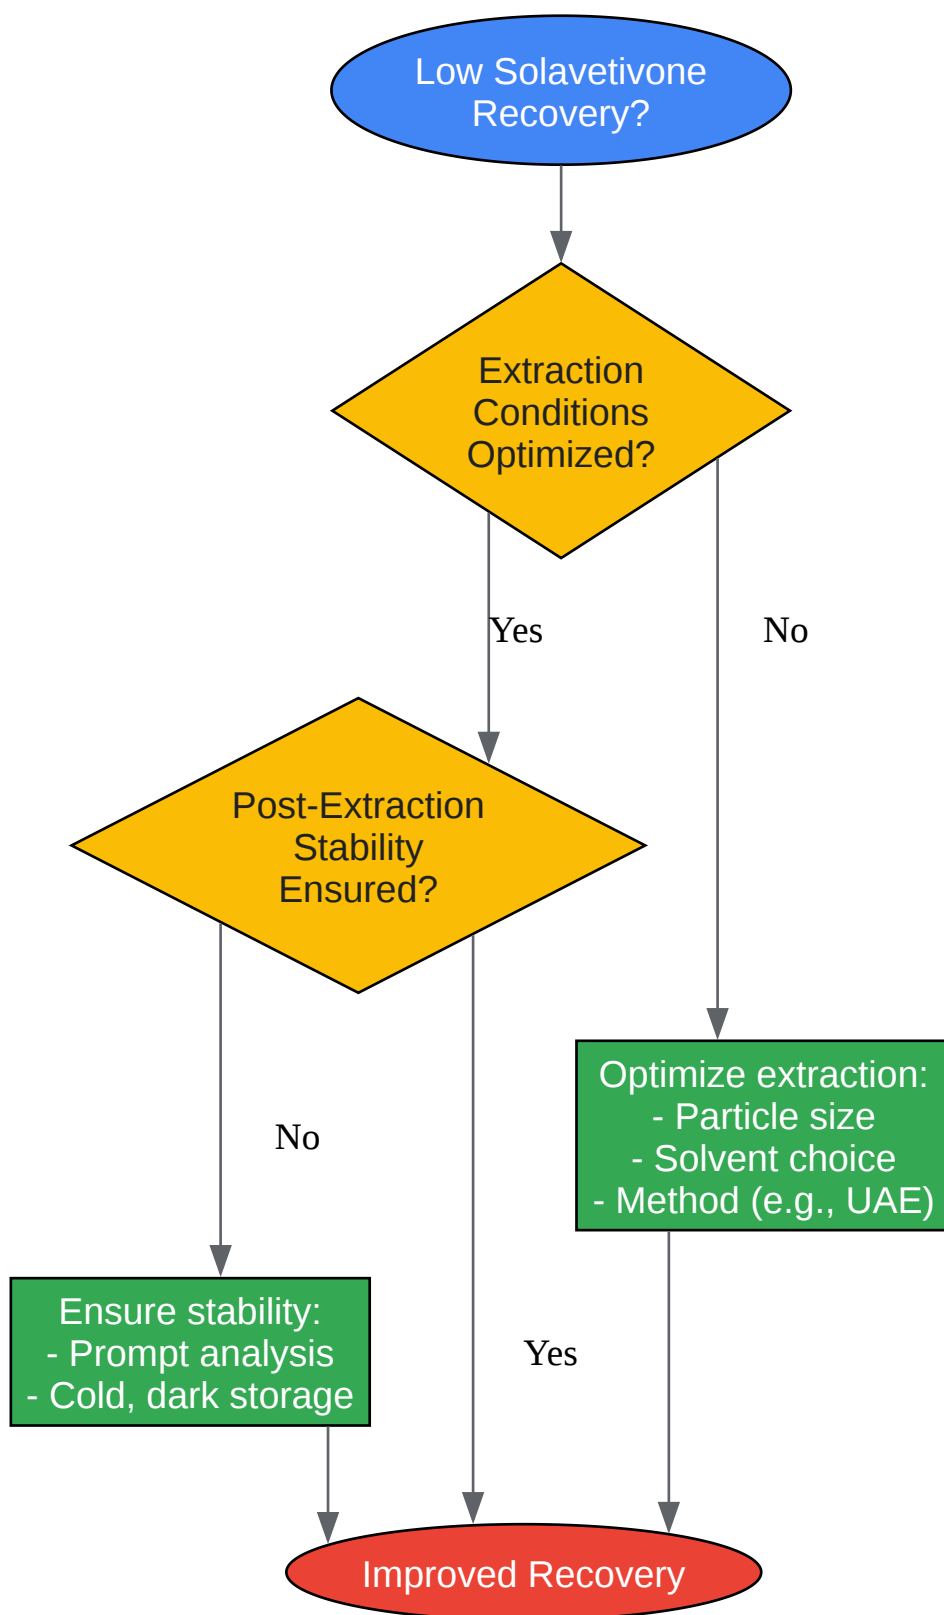 Low Solavetivone
Recovery?
Extraction
Conditions
Optimized?
Yes
No
Post-Extraction
Stability
Ensured?
Optimize extraction:
- Particle size
- Solvent choice
- Method (e.g., UAE)
No
Ensure stability:
- Prompt analysis
- Cold, dark storage
Yes
Improved Recovery